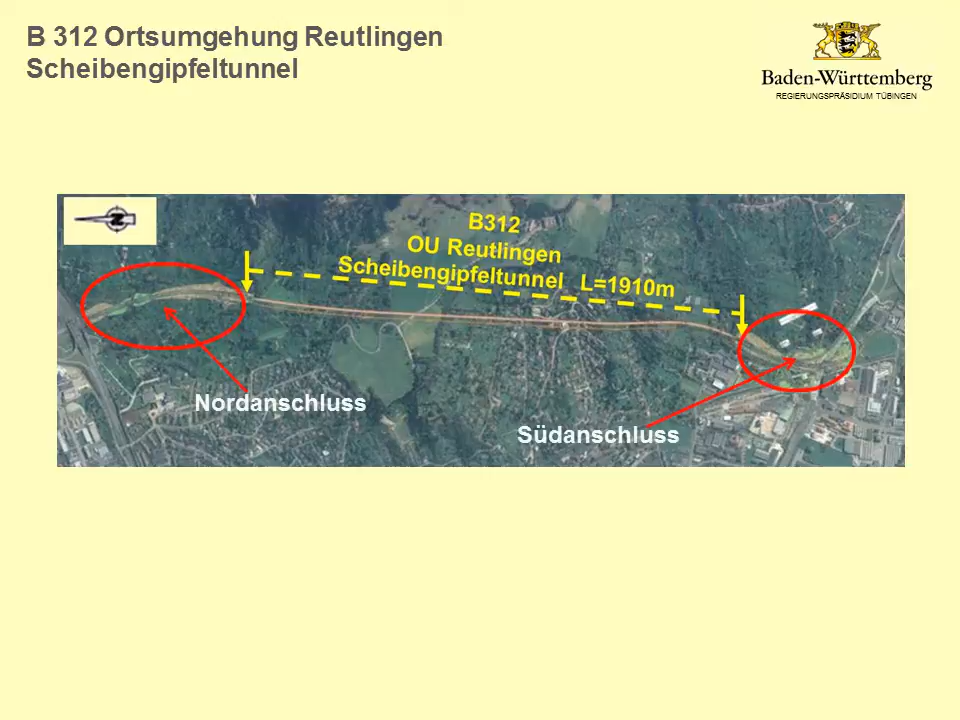 B 312 Ortsumgehung Reutlingen
Scheibengipfeltunnel
Baden-Württemberg
REGIERUNGSPRÄSIDIUM TÜBINGEN
N
B312
OU Reutlingen
Scheibengipfeltunnel L=1910m
Nordanschluss
Südanschluss